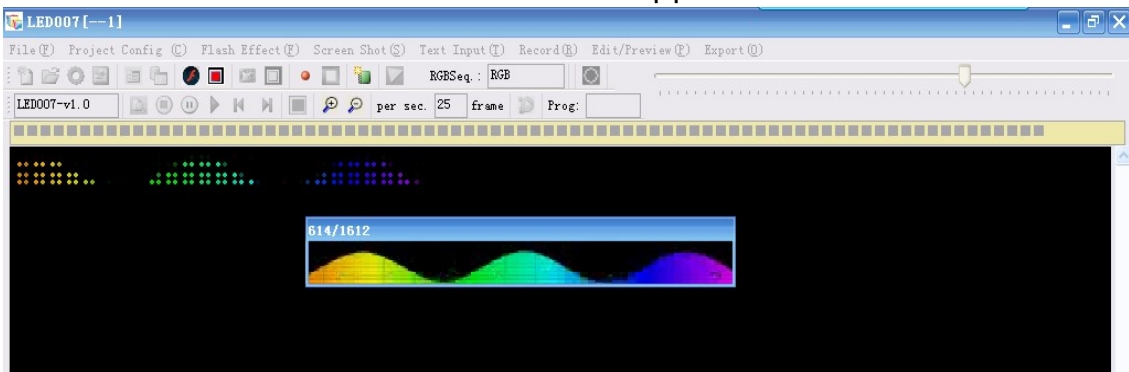 LED007 [--1]
File(F) Project Config (C) Flash Effect(F) Screen Shot(S) Text Input(T) Record(R) Edit/Preview(P) Export(O)
RGBSeq. : RGB
LED007-v1.0 per sec. 25 frame Prog:
614/1612